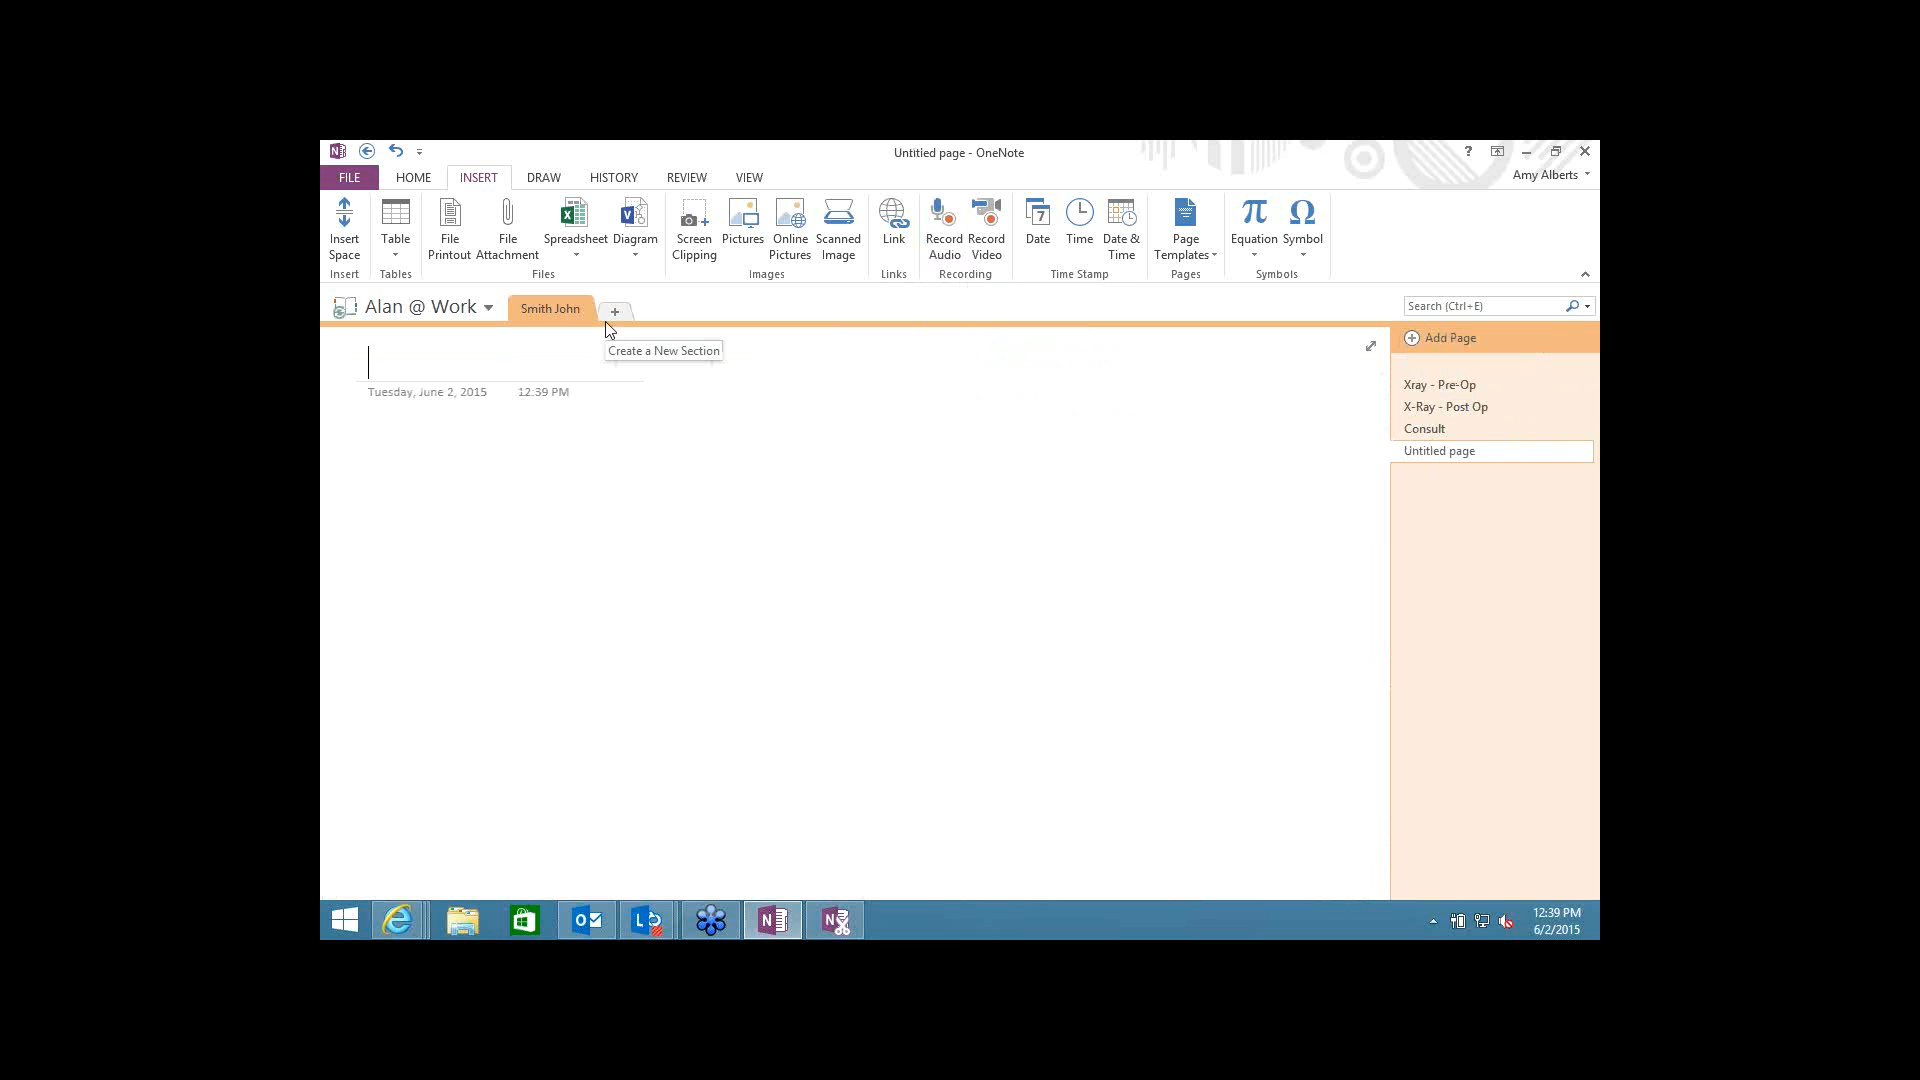 Untitled page - OneNote
?
Amy Alberts
FILE HOME INSERT DRAW HISTORY REVIEW VIEW
Insert Space
Table
File Printout
File Attachment
Spreadsheet
Diagram
Screen Clipping
Pictures
Online Pictures
Scanned Image
Link
Record Audio
Record Video
7
Date
Time
Date & Time
Page Templates
π
Equation
Ω
Symbol
Insert Tables Files Images Links Recording Time Stamp Pages Symbols
Alan @ Work
Smith John
+
Search (Ctrl+E)
Create a New Section
Add Page
Tuesday, June 2, 2015 12:39 PM
Xray - Pre-Op
X-Ray - Post Op
Consult
Untitled page
12:39 PM
6/2/2015